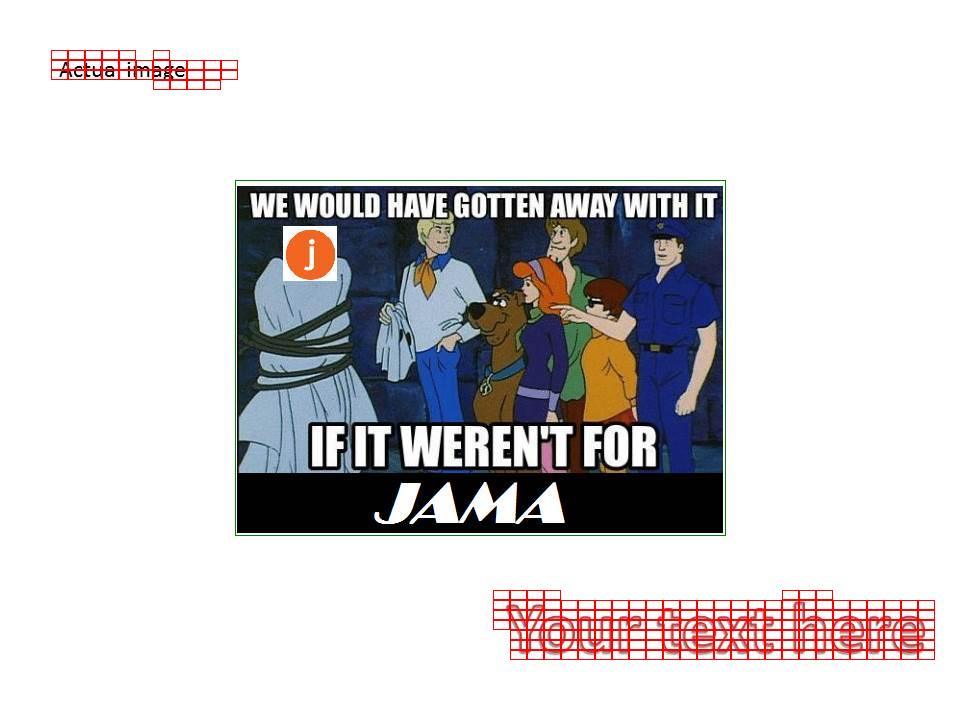 Actual image
WE WOULD HAVE GOTTEN AWAY WITH IT
j
IF IT WEREN'T FOR
JAMA
Your text here